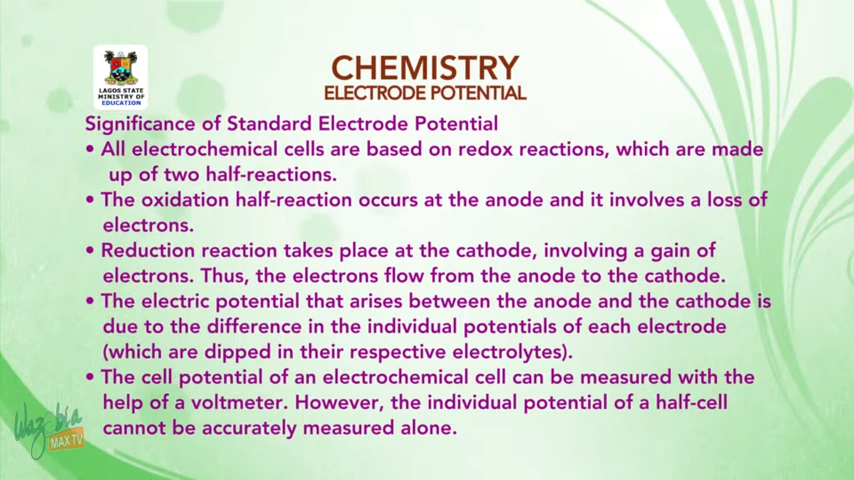 LAGOS STATE
MINISTRY OF
EDUCATION
CHEMISTRY
ELECTRODE POTENTIAL
Significance of Standard Electrode Potential
• All electrochemical cells are based on redox reactions, which are made
up of two half-reactions.
• The oxidation half-reaction occurs at the anode and it involves a loss of
electrons.
• Reduction reaction takes place at the cathode, involving a gain of
electrons. Thus, the electrons flow from the anode to the cathode.
• The electric potential that arises between the anode and the cathode is
due to the difference in the individual potentials of each electrode
(which are dipped in their respective electrolytes).
• The cell potential of an electrochemical cell can be measured with the
help of a voltmeter. However, the individual potential of a half-cell
cannot be accurately measured alone.
Wazobia
MAX TV